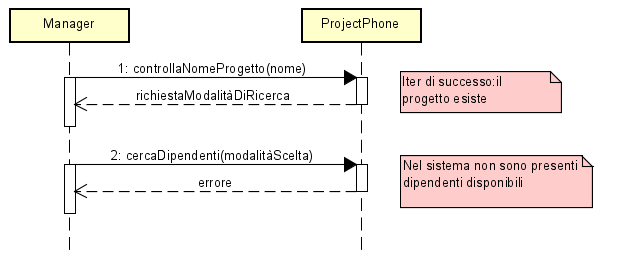 Manager
ProjectPhone
1: controllaNomeProgetto(nome)
richiestaModalitàDiRicerca
Iter di successo:il
progetto esiste
2: cercaDipendenti(modalitàScelta)
errore
Nel sistema non sono presenti
dipendenti disponibili